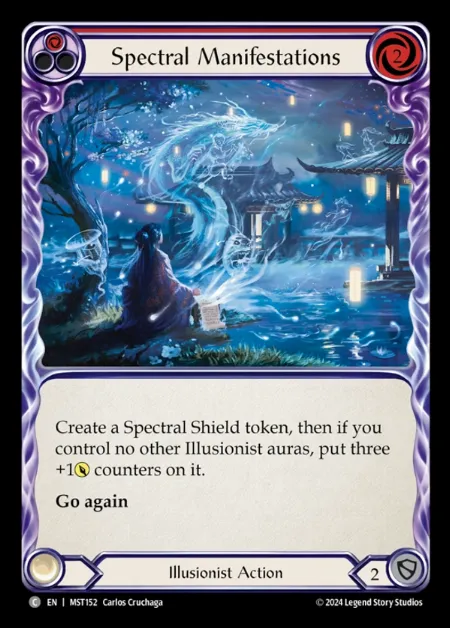 Spectral Manifestations
2
Create a Spectral Shield token, then if you
control no other Illusionist auras, put three
+1 counters on it.
Go again
Illusionist Action
2
C EN | MST152 Carlos Cruchaga
© 2024 Legend Story Studios